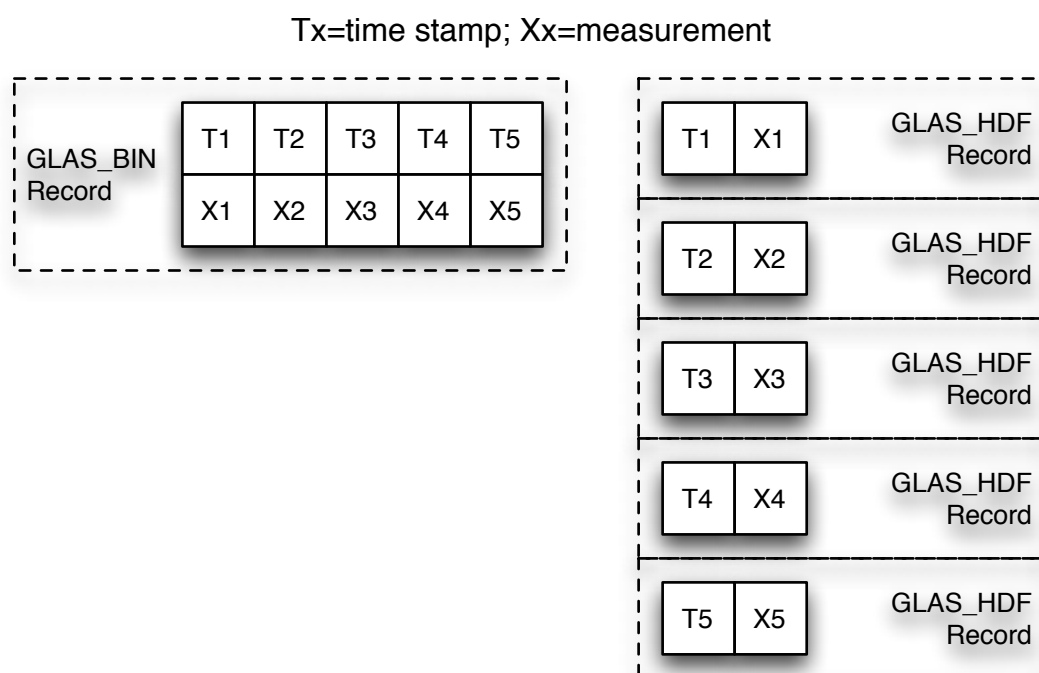 Tx=time stamp; Xx=measurement
GLAS_BIN
Record
T1 T2 T3 T4 T5
X1 X2 X3 X4 X5
T1 X1
GLAS_HDF
Record
T2 X2
GLAS_HDF
Record
T3 X3
GLAS_HDF
Record
T4 X4
GLAS_HDF
Record
T5 X5
GLAS_HDF
Record